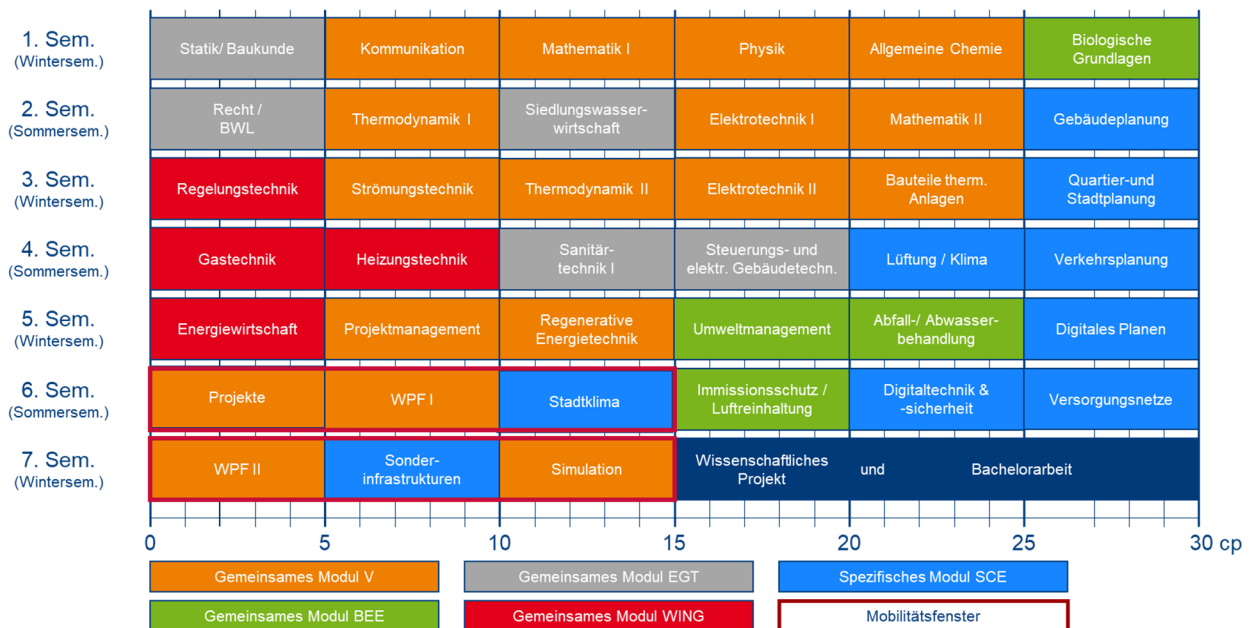 1. Sem.
(Wintersem.)
Statik/ Baukunde
Kommunikation
Mathematik I
Physik
Allgemeine Chemie
Biologische
Grundlagen
2. Sem.
(Sommersem.)
Recht /
BWL
Thermodynamik I
Siedlungswasser-
wirtschaft
Elektrotechnik I
Mathematik II
Gebäudeplanung
3. Sem.
(Wintersem.)
Regelungstechnik
Strömungstechnik
Thermodynamik II
Elektrotechnik II
Bauteile therm.
Anlagen
Quartier-und
Stadtplanung
4. Sem.
(Sommersem.)
Gastechnik
Heizungstechnik
Sanitär-
technik I
Steuerungs- und
elektr. Gebäudetechn.
Lüftung / Klima
Verkehrsplanung
5. Sem.
(Wintersem.)
Energiewirtschaft
Projektmanagement
Regenerative
Energietechnik
Umweltmanagement
Abfall-/ Abwasser-
behandlung
Digitales Planen
6. Sem.
(Sommersem.)
Projekte
WPF I
Stadtklima
Immissionsschutz /
Luftreinhaltung
Digitaltechnik &
-sicherheit
Versorgungsnetze
7. Sem.
(Wintersem.)
WPF II
Sonder-
infrastrukturen
Simulation
Wissenschaftliches
Projekt
und
Bachelorarbeit
0 5 10 15 20 25 30 cp
Gemeinsames Modul V
Gemeinsames Modul EGT
Spezifisches Modul SCE
Gemeinsames Modul BEE
Gemeinsames Modul WING
Mobilitätsfenster